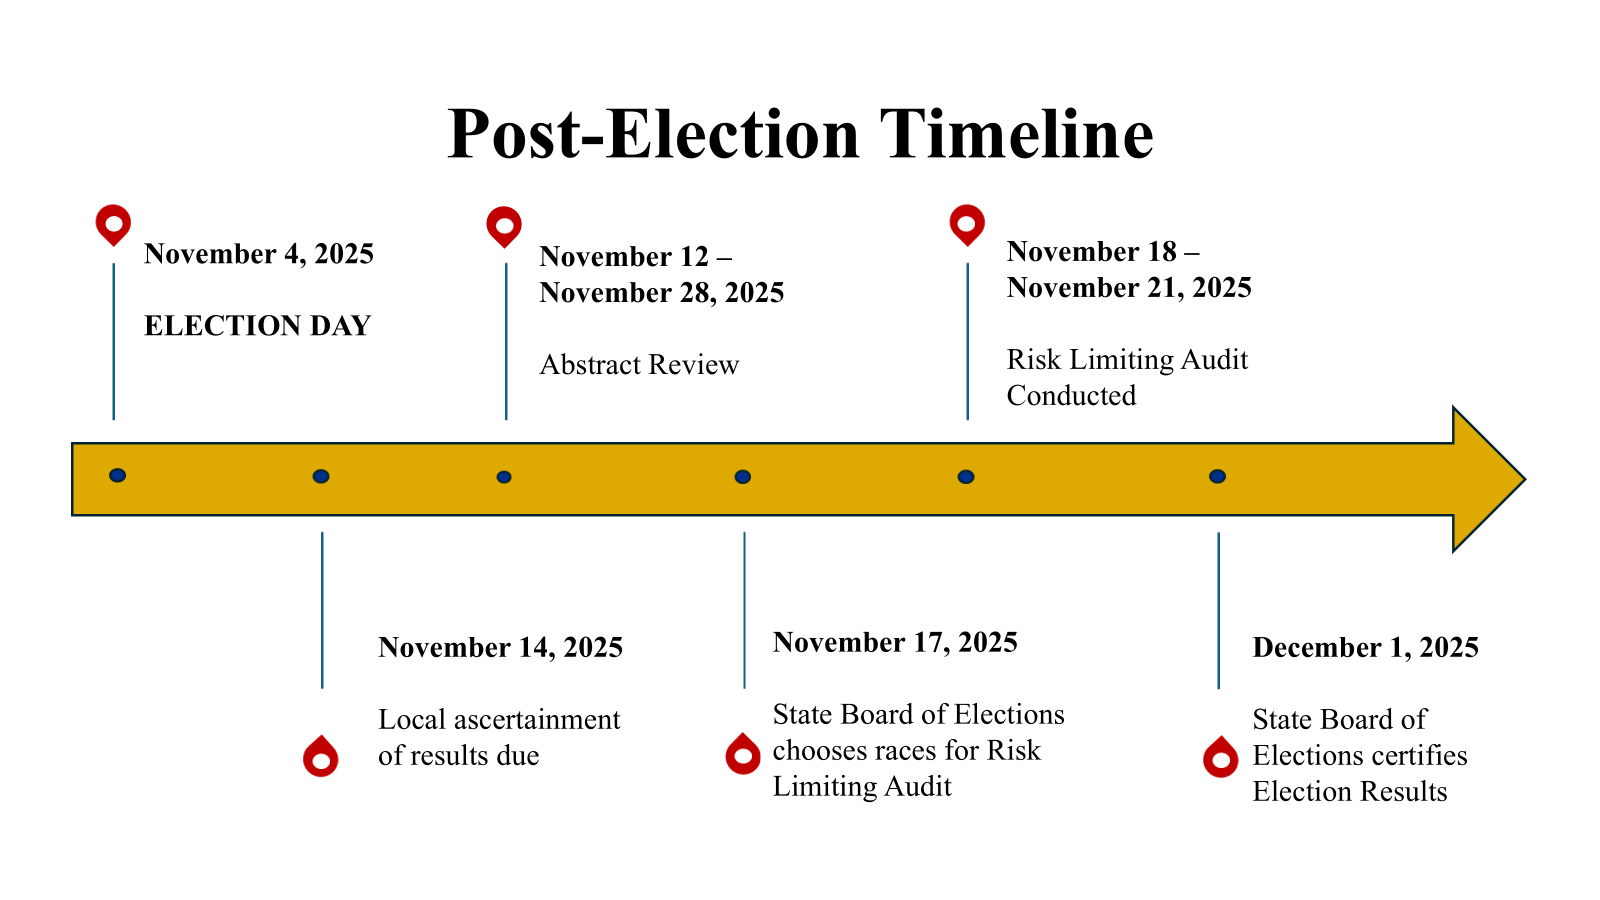 Post-Election Timeline
November 4, 2025
ELECTION DAY
November 12 –
November 28, 2025
Abstract Review
November 18 –
November 21, 2025
Risk Limiting Audit
Conducted
November 14, 2025
Local ascertainment
of results due
November 17, 2025
State Board of Elections
chooses races for Risk
Limiting Audit
December 1, 2025
State Board of
Elections certifies
Election Results